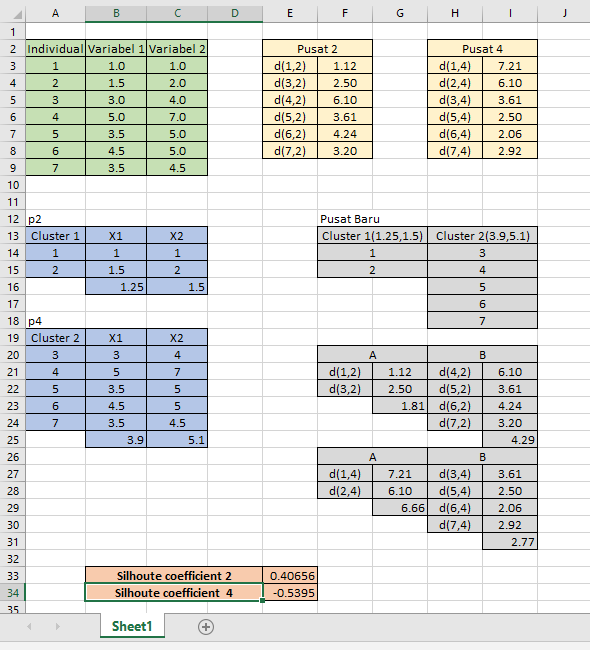 A B C D E F G H I J
1
2 Individual Variabel 1 Variabel 2 Pusat 2 Pusat 4
3 1 1.0 1.0 d(1,2) 1.12 d(1,4) 7.21
4 2 1.5 2.0 d(3,2) 2.50 d(2,4) 6.10
5 3 3.0 4.0 d(4,2) 6.10 d(3,4) 3.61
6 4 5.0 7.0 d(5,2) 3.61 d(5,4) 2.50
7 5 3.5 5.0 d(6,2) 4.24 d(6,4) 2.06
8 6 4.5 5.0 d(7,2) 3.20 d(7,4) 2.92
9 7 3.5 4.5
10
11
12 p2 Pusat Baru
13 Cluster 1 X1 X2 Cluster 1(1.25,1.5) Cluster 2(3.9,5.1)
14 1 1 1 1 3
15 2 1.5 2 2 4
16 1.25 1.5 5
17 6
18 p4 7
19 Cluster 2 X1 X2
20 3 3 4 A B
21 4 5 7 d(1,2) 1.12 d(4,2) 6.10
22 5 3.5 5 d(3,2) 2.50 d(5,2) 3.61
23 6 4.5 5 1.81 d(6,2) 4.24
24 7 3.5 4.5 d(7,2) 3.20
25 3.9 5.1 4.29
26 A B
27 d(1,4) 7.21 d(3,4) 3.61
28 d(2,4) 6.10 d(5,4) 2.50
29 6.66 d(6,4) 2.06
30 d(7,4) 2.92
31 2.77
32
33 Silhoute coefficient 2 0.40656
34 Silhoute coefficient 4 -0.5395
35
Sheet1